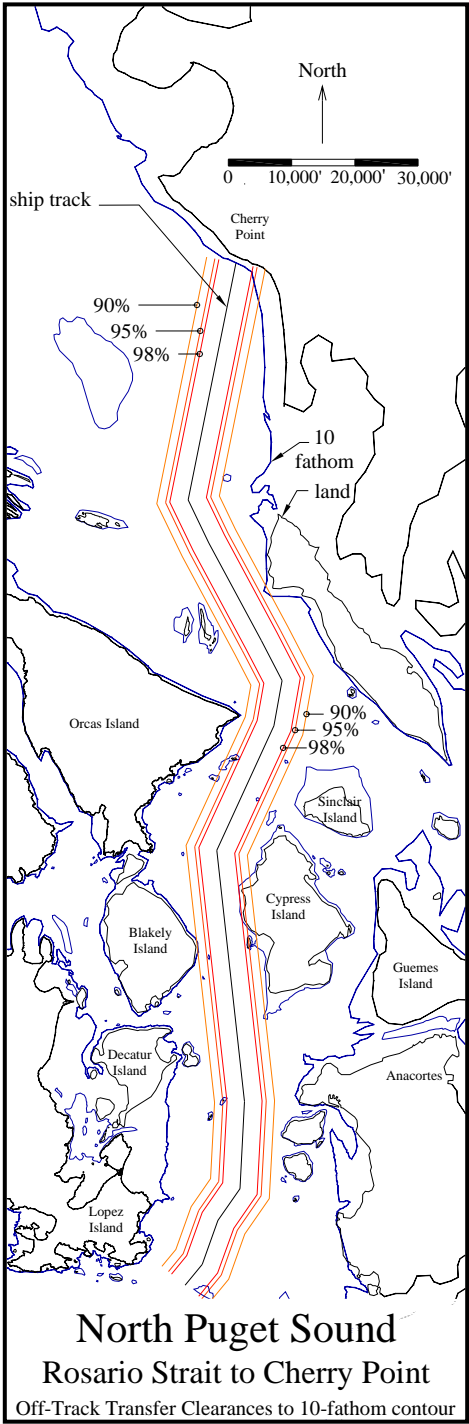 North
0 10,000' 20,000' 30,000'
ship track
Cherry
Point
90%
95%
98%
10
fathom
land
90%
95%
98%
Orcas Island
Sinclair
Island
Cypress
Island
Blakely
Island
Guemes
Island
Decatur
Island
Anacortes
Lopez
Island
North Puget Sound
Rosario Strait to Cherry Point
Off-Track Transfer Clearances to 10-fathom contour